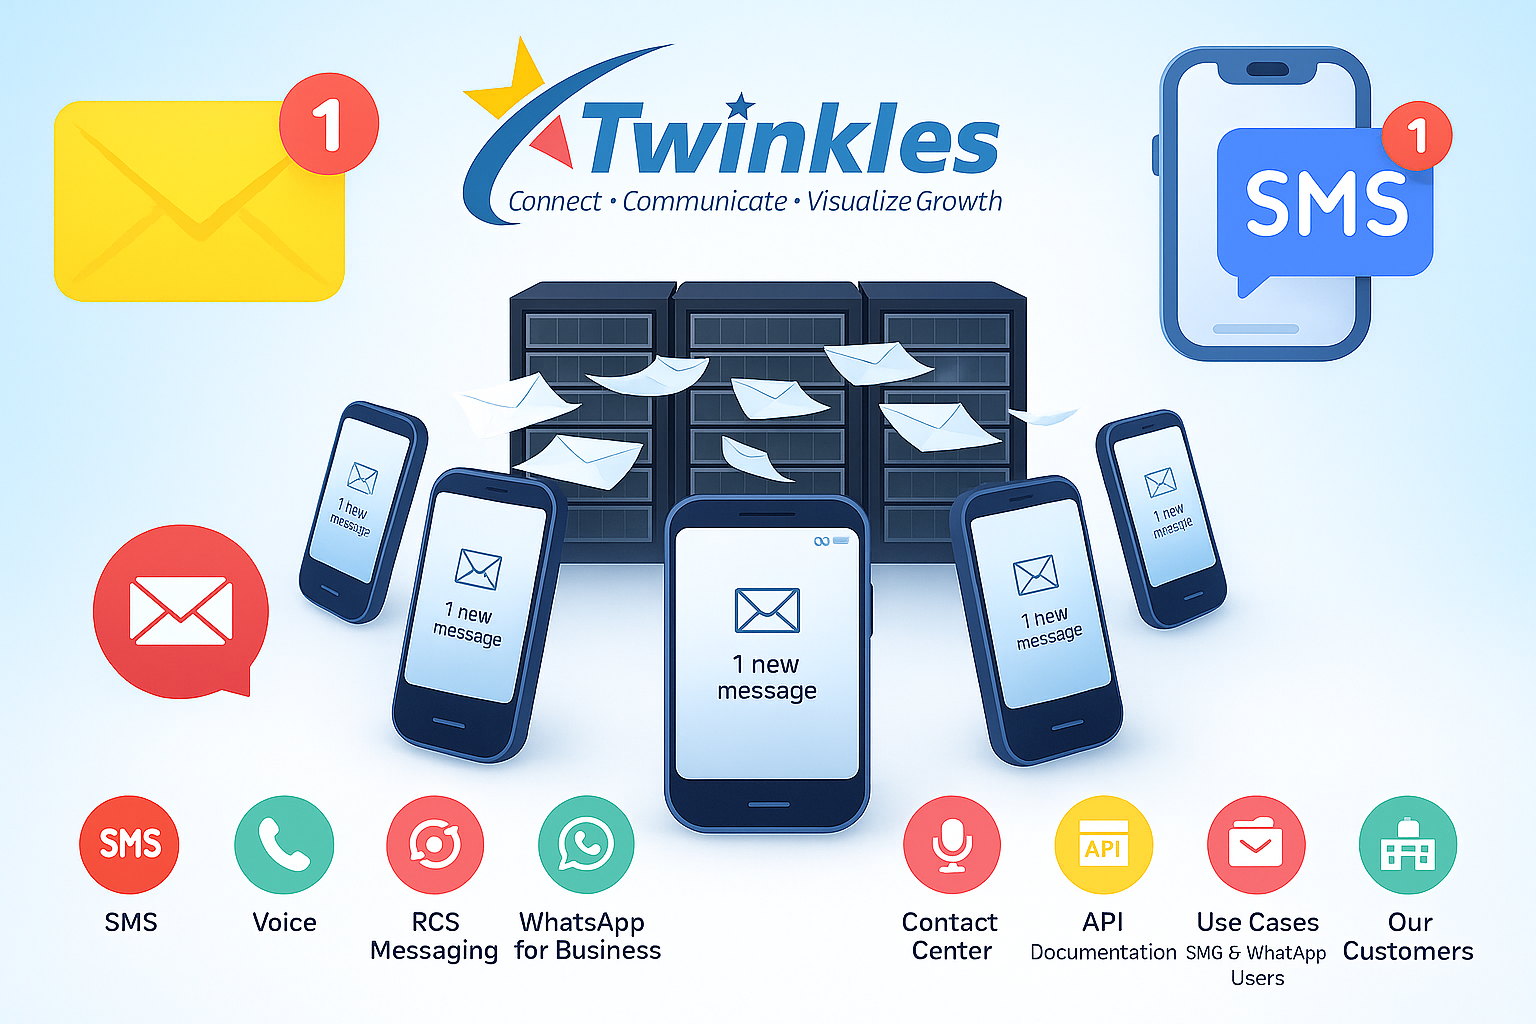 1
Twinkles
Connect • Communicate • Visualize Growth
1
SMS
1 new
message
1 new
message
1 new
message
1 new
message
1 new
message
SMS
Voice
RCS
Messaging
WhatsApp
for Business
Contact
Center
API
API
Documentation
Use Cases
SMG & WhatApp
Users
Our
Customers
SMS